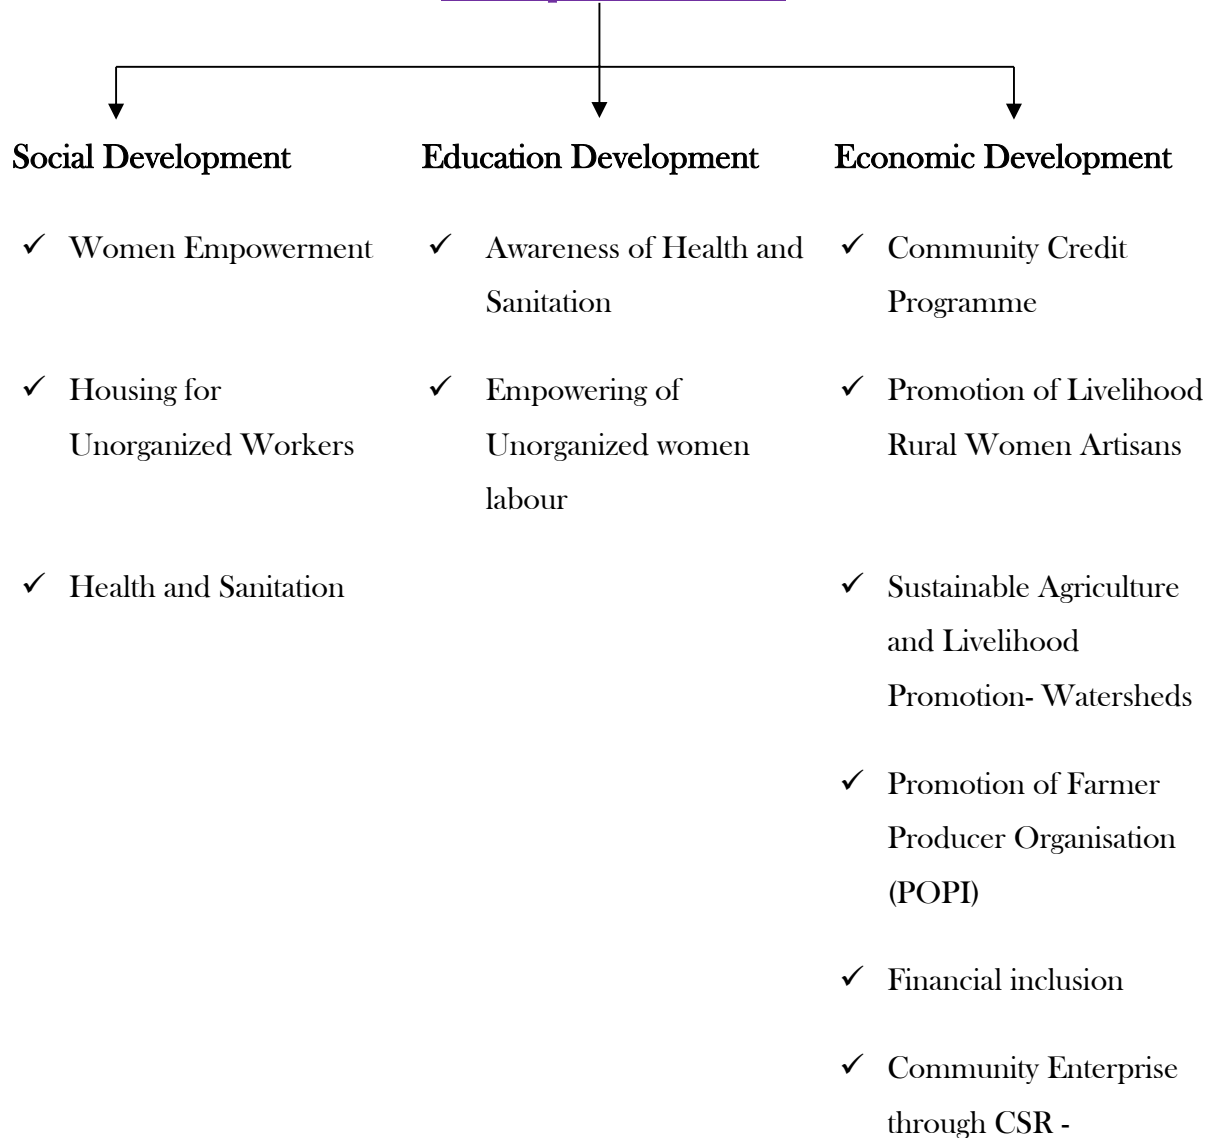 Social Development
Women Empowerment
Housing for
Unorganized Workers
Health and Sanitation
Education Development
Awareness of Health and
Sanitation
Empowering of
Unorganized women
labour
Economic Development
Community Credit
Programme
Promotion of Livelihood
Rural Women Artisans
Sustainable Agriculture
and Livelihood
Promotion- Watersheds
Promotion of Farmer
Producer Organisation
(POPI)
Financial inclusion
Community Enterprise
through CSR -